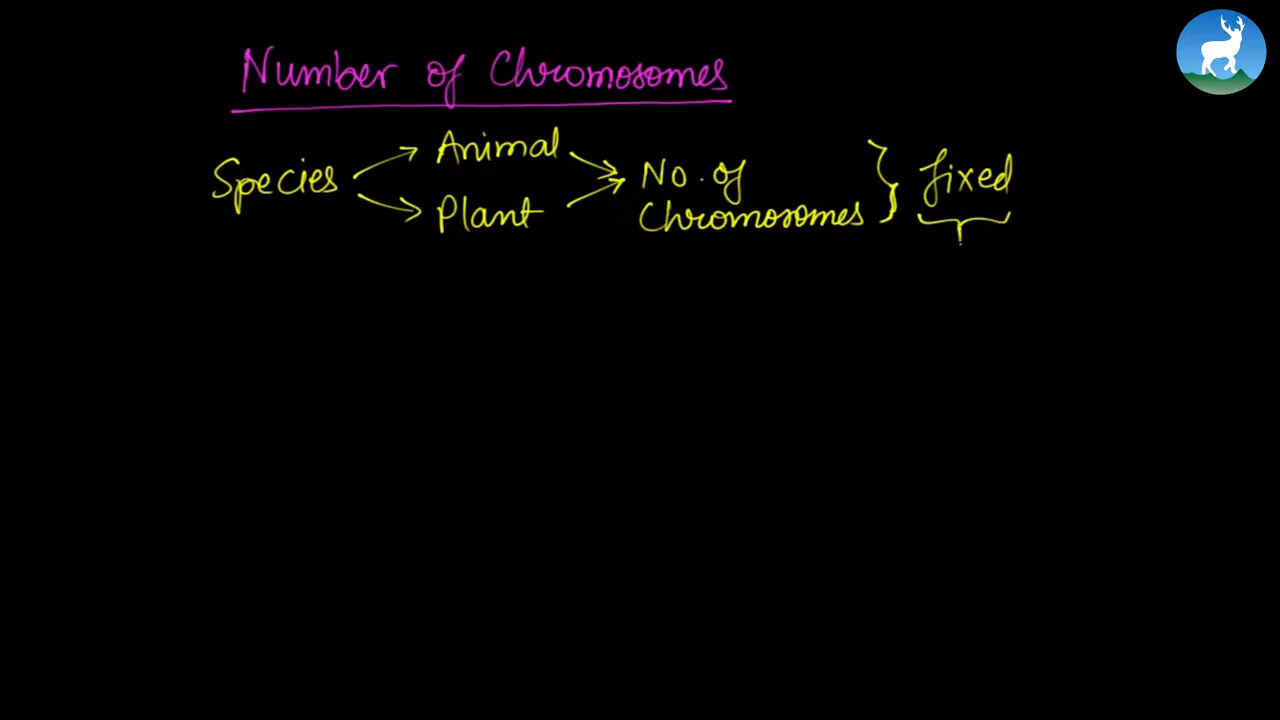 Number of Chromosomes
Species
Animal
Plant
No. of
Chromosomes
fixed